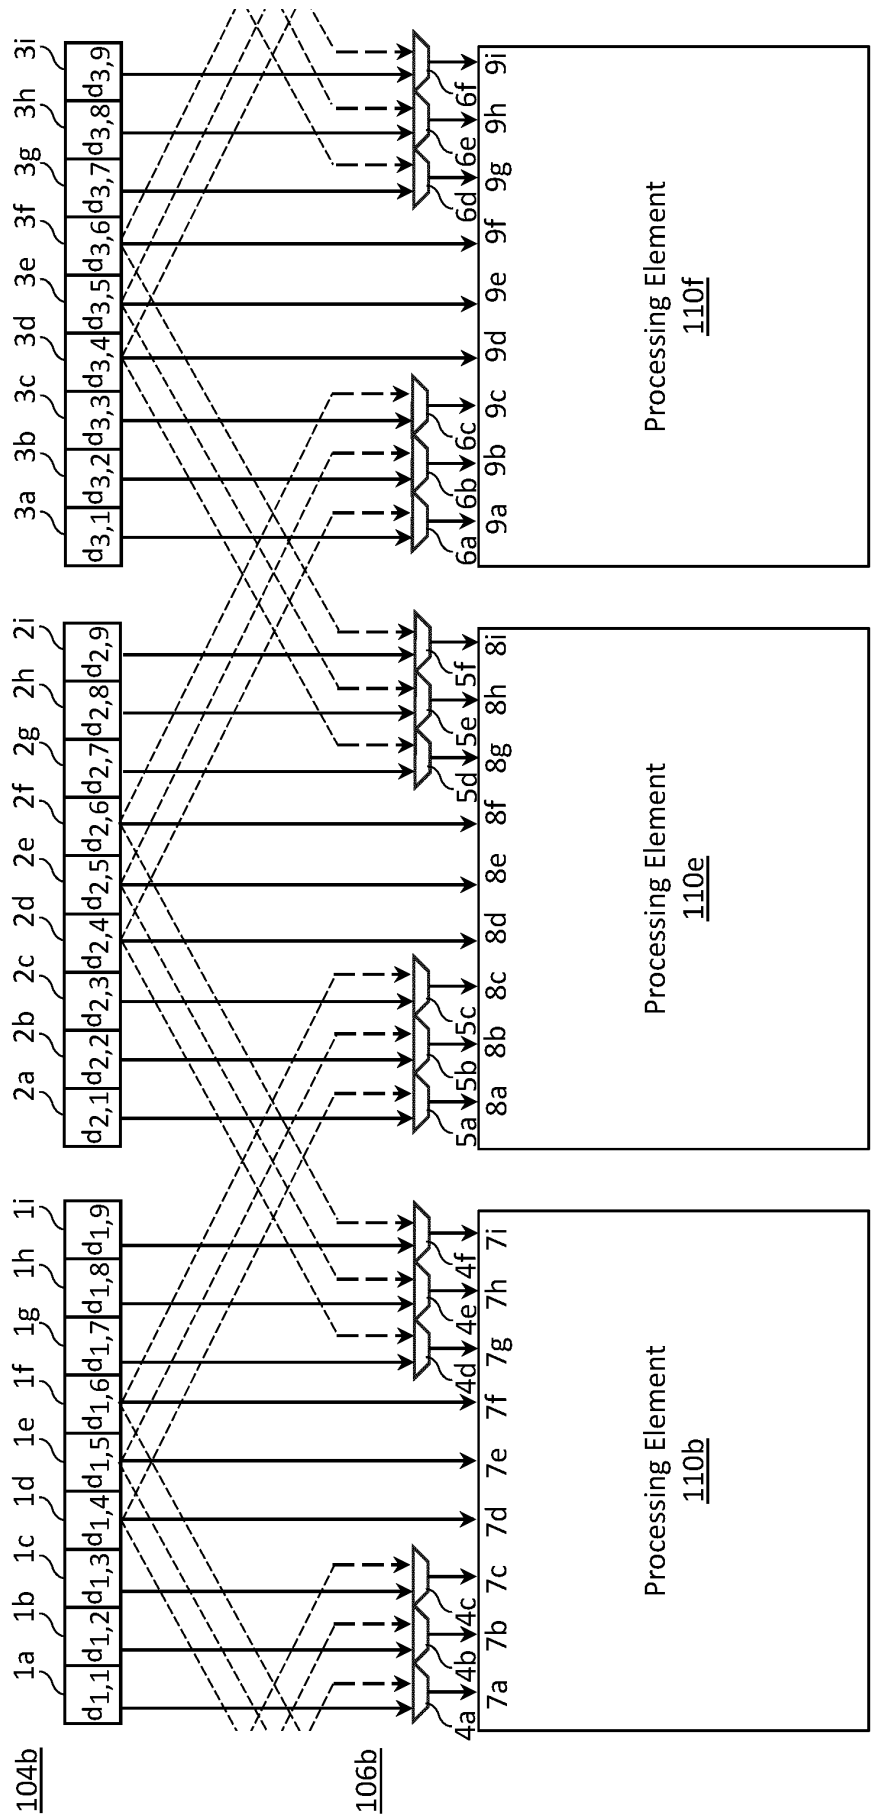 104b
1a 1b 1c 1d 1e 1f 1g 1h 1i 2a 2b 2c 2d 2e 2f 2g 2h 2i 3a 3b 3c 3d 3e 3f 3g 3h 3i
d1,1 d1,2 d1,3 d1,4 d1,5 d1,6 d1,7 d1,8 d1,9 d2,1 d2,2 d2,3 d2,4 d2,5 d2,6 d2,7 d2,8 d2,9 d3,1 d3,2 d3,3 d3,4 d3,5 d3,6 d3,7 d3,8 d3,9
106b
4a 4b 4c 4d 4e 4f 5a 5b 5c 5d 5e 5f 6a 6b 6c 6d 6e 6f
7a 7b 7c 7d 7e 7f 7g 7h 7i 8a 8b 8c 8d 8e 8f 8g 8h 8i 9a 9b 9c 9d 9e 9f 9g 9h 9i
Processing Element Processing Element Processing Element
110b 110e 110f